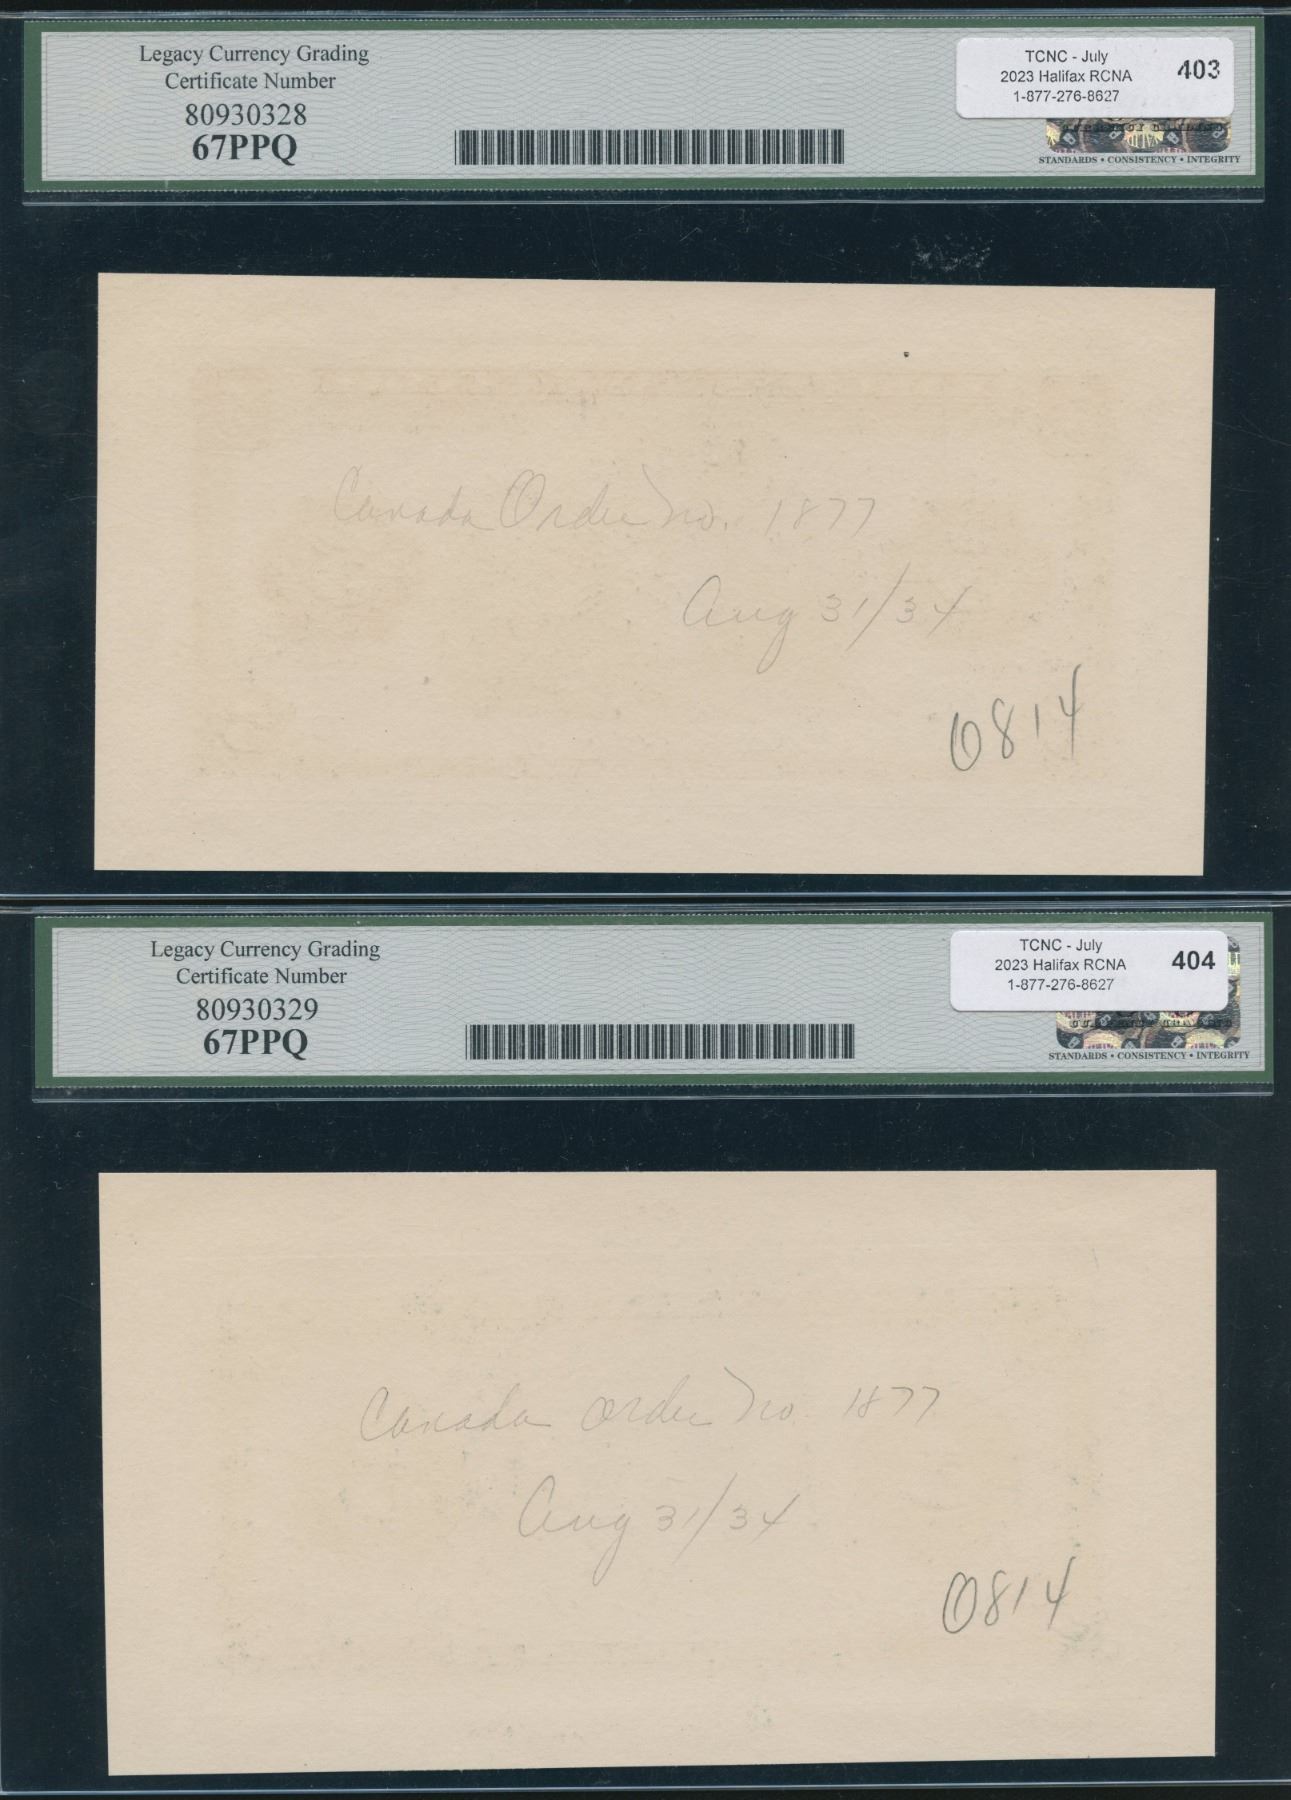 Legacy Currency Grading
Certificate Number
80930328
67PPQ
TCNC - July
2023 Halifax RCNA
1-877-276-8627
403
STANDARDS • CONSISTENCY • INTEGRITY
Canada Order No. 1877
Aug 31/34
0814
Legacy Currency Grading
Certificate Number
80930329
67PPQ
TCNC - July
2023 Halifax RCNA
1-877-276-8627
404
STANDARDS • CONSISTENCY • INTEGRITY
Canada Order No. 1877
Aug 31/34
0814